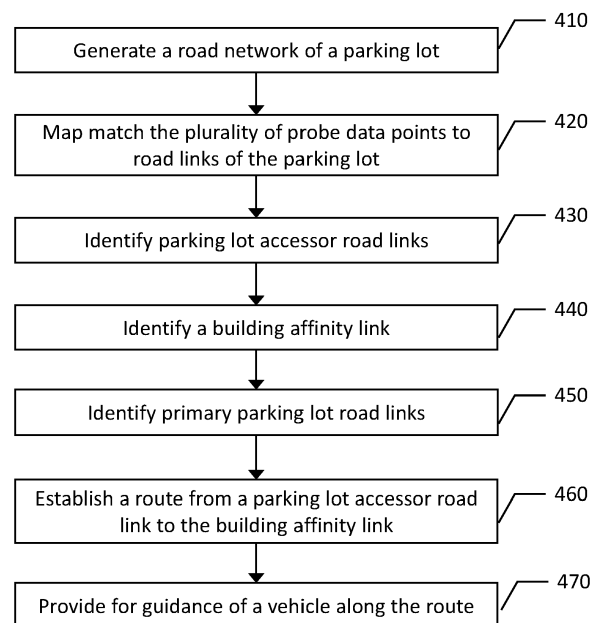 410
Generate a road network of a parking lot
420
Map match the plurality of probe data points to
road links of the parking lot
430
Identify parking lot accessor road links
440
Identify a building affinity link
450
Identify primary parking lot road links
460
Establish a route from a parking lot accessor road
link to the building affinity link
470
Provide for guidance of a vehicle along the route